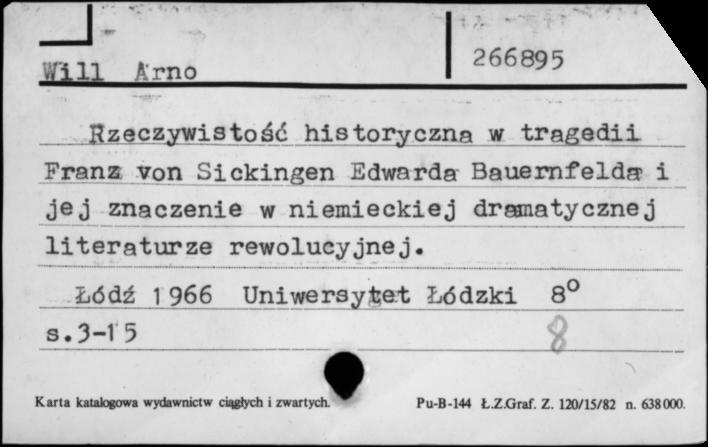 Will Arno 266895
Rzeczywistość historyczna w tragedii
Franz von Sickingen Edwarda Bauernfelda i
jej znaczenie w niemieckiej dramatycznej
literaturze rewolucyjnej.
Łódź 1966 Uniwersytet Łódzki 8°
s.3-15 8
Karta katalogowa wydawnictw ciągłych i zwartych. Pu-B-144 Ł.Z.Graf. Z. 120/15/82 n. 638000.